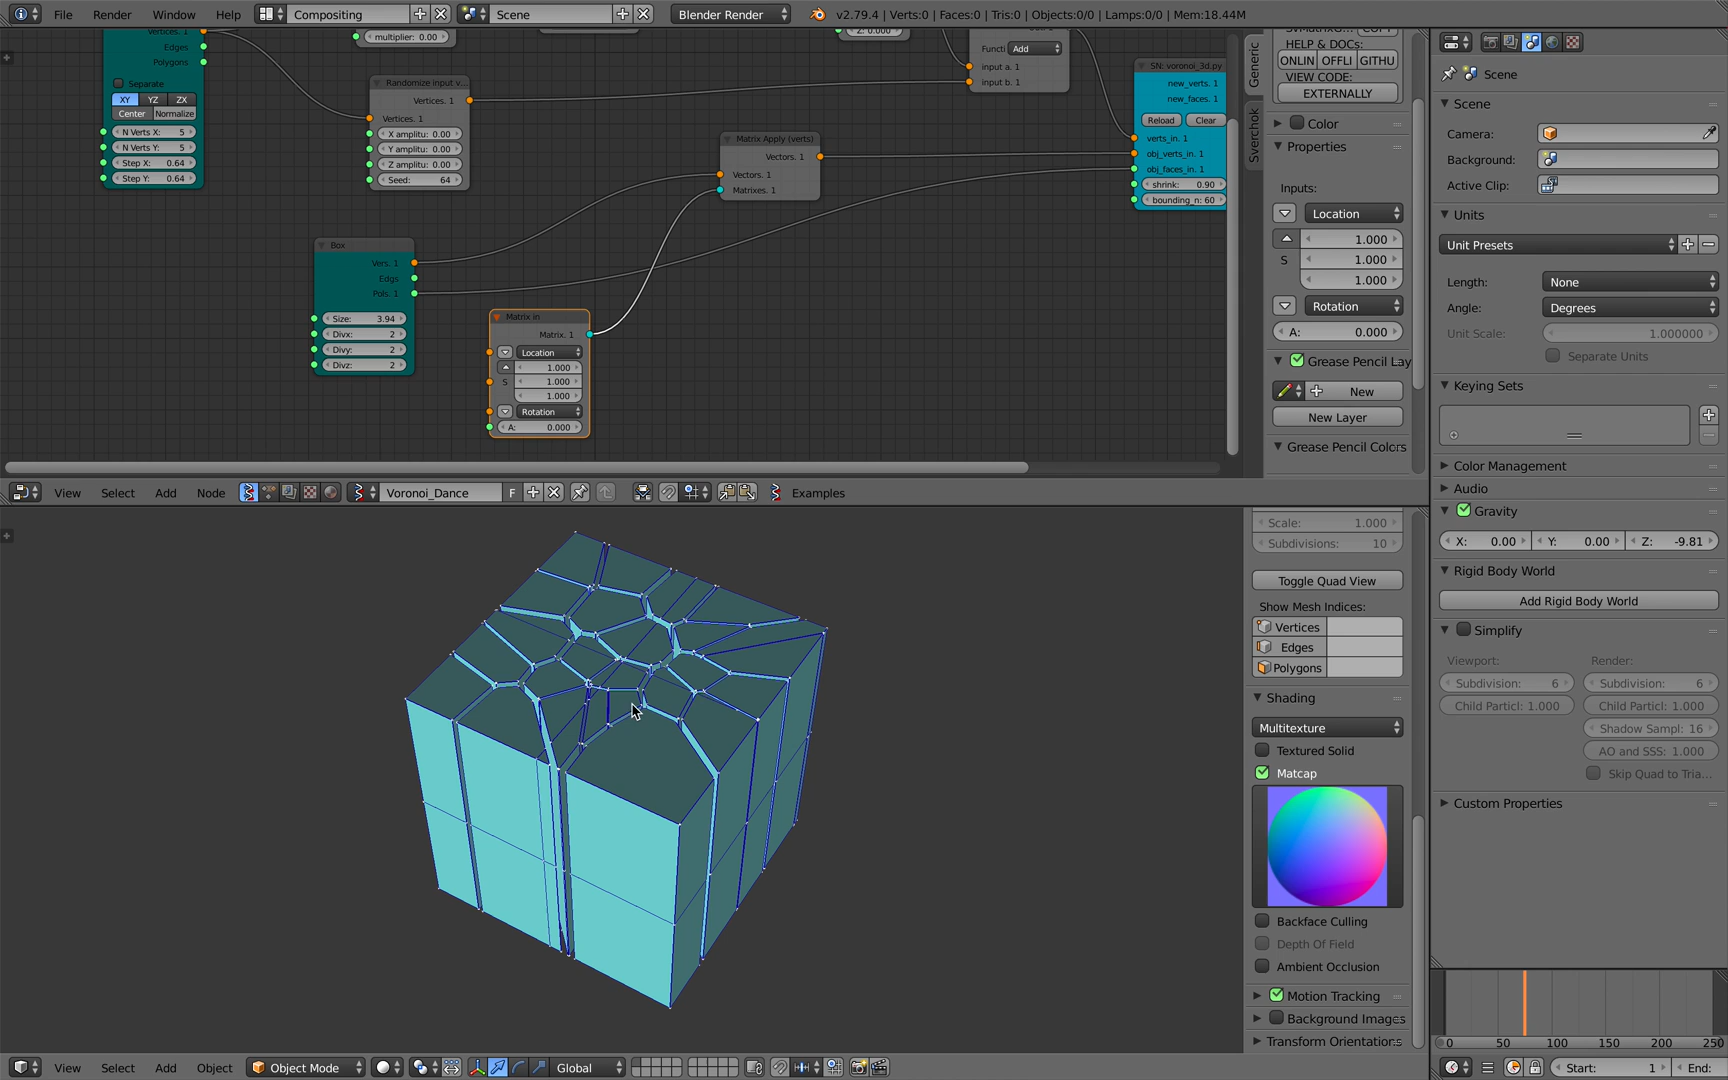 File Render Window Help Compositing Scene Blender Render v2.79.4 | Verts:0 | Faces:0 | Tris:0 | Objects:0/0 | Lamps:0/0 | Mem:18.44M
Vertices. 1
Edges
Polygons
Separate
XY YZ ZX
Center Normalize
N Verts X: 5
N Verts Y: 5
Step X: 0.64
Step Y: 0.64
multiplier: 0.00
Randomize input v...
Vertices. 1
Vertices. 1
X amplitu: 0.00
Y amplitu: 0.00
Z amplitu: 0.00
Seed: 64
Z: 0.000
Matrix Apply (verts)
Vectors. 1
Vectors. 1
Matrixes. 1
Functi Add
input a. 1
input b. 1
SN: voronoi_3d.py
new_verts. 1
new_faces. 1
Reload Clear
verts_in. 1
obj_verts_in. 1
obj_faces_in. 1
shrink: 0.90
bounding_n: 60
Box
Vers. 1
Edgs
Pols. 1
Size: 3.94
Divx: 2
Divy: 2
Divz: 2
Matrix in
Matrix. 1
Location
1.000
S 1.000
1.000
Rotation
A: 0.000
Generic
Sverchok
HELP & DOCs:
ONLIN OFFLI GITHU
VIEW CODE:
EXTERNALLY
Color
Properties
Inputs:
Location
1.000
S 1.000
1.000
Rotation
A: 0.000
Grease Pencil Lay
New
New Layer
Grease Pencil Colors
View Select Add Node Voronoi_Dance F Examples
Scale: 1.000
Subdivisions: 10
Toggle Quad View
Show Mesh Indices:
Vertices
Edges
Polygons
Shading
Multitexture
Textured Solid
Matcap
Backface Culling
Depth Of Field
Ambient Occlusion
Motion Tracking
Background Images
Transform Orientations
View Select Add Object Object Mode Global
Scene
Scene
Camera:
Background:
Active Clip:
Units
Unit Presets
Length: None
Angle: Degrees
Unit Scale: 1.000000
Separate Units
Keying Sets
Color Management
Audio
Gravity
X: 0.00 Y: 0.00 Z: -9.81
Rigid Body World
Add Rigid Body World
Simplify
Viewport: Render:
Subdivision: 6 Subdivision: 6
Child Particl: 1.000 Child Particl: 1.000
Shadow Sampl: 16
AO and SSS: 1.000
Skip Quad to Tria...
Custom Properties
0 50 100 150 200 250
Start: 1 End: